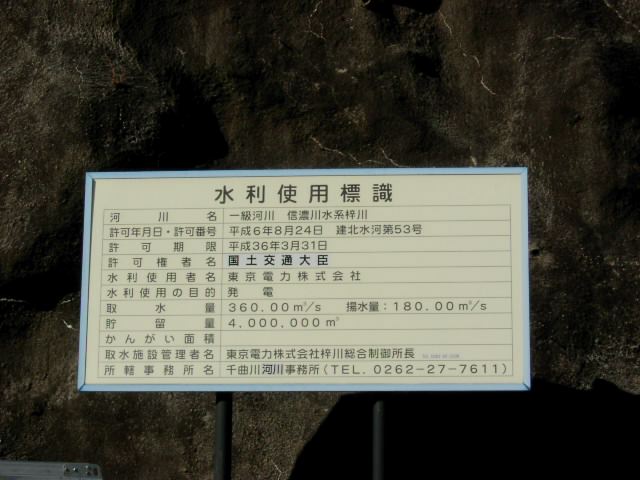 水利使用標識
河川名 一級河川 信濃川水系梓川
許可年月日・許可番号 平成6年8月24日 建北水河第53号
許可期限 平成36年3月31日
許可権者名 国土交通大臣
水利使用者名 東京電力株式会社
水利使用の目的 発電
取水量 360.00㎥/s 揚水量:180.00㎥/s
貯留量 4,000,000㎥
かんがい面積
取水施設管理者名 東京電力株式会社梓川総合制御所長
所轄事務所名 千曲川河川事務所(TEL. 0262-27-7611)